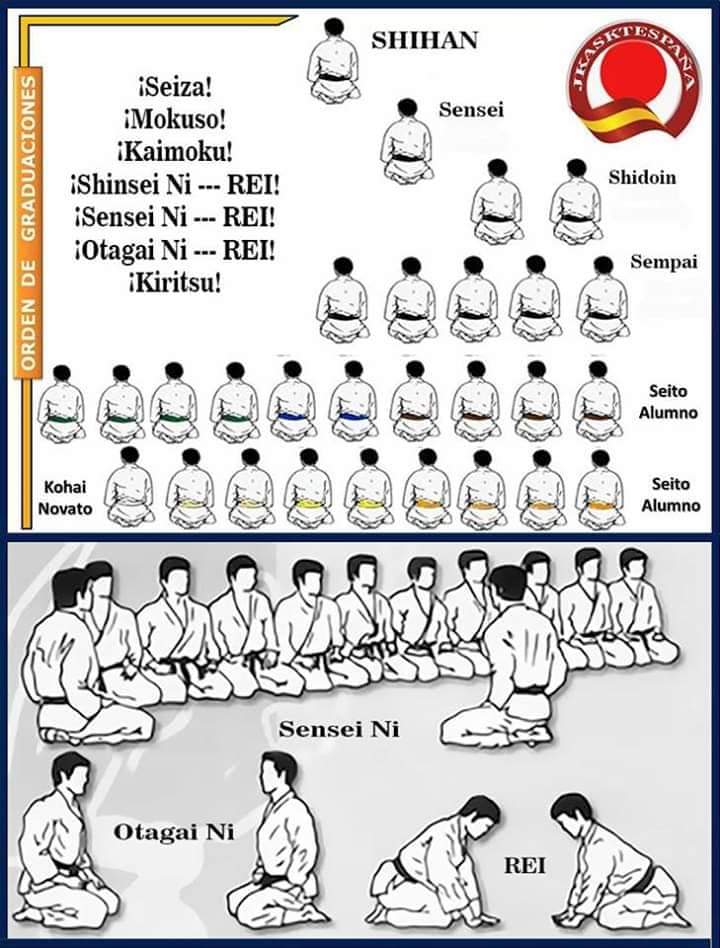 ORDEN DE GRADUACIONES
¡Seiza!
¡Mokuso!
¡Kaimoku!
¡Shinsei Ni --- REI!
¡Sensei Ni --- REI!
¡Otagai Ni --- REI!
¡Kiritsu!
SHIHAN
JKASKTESPAÑA
Sensei
Shidoin
Sempai
Seito
Alumno
Kohai
Novato
Seito
Alumno
Sensei Ni
Otagai Ni
REI